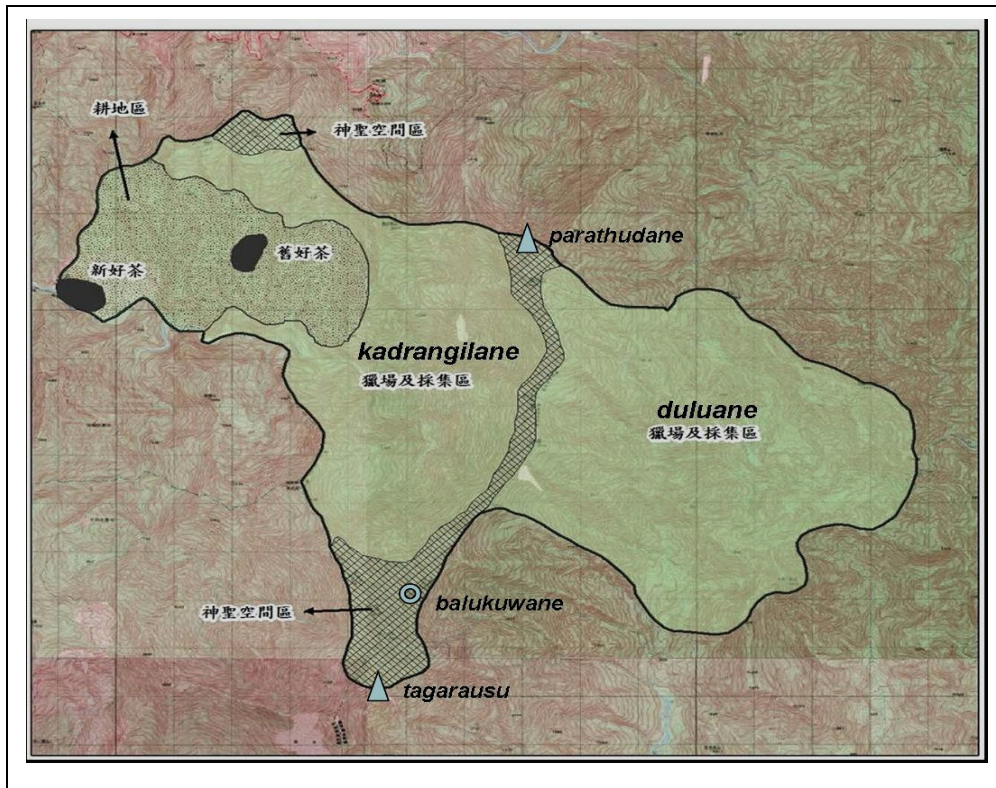 耕地區
神聖空間區
parathudane
舊好茶
新好茶
kadrangilane
獵場及採集區
duluane
獵場及採集區
balukuwane
神聖空間區
tagarausu